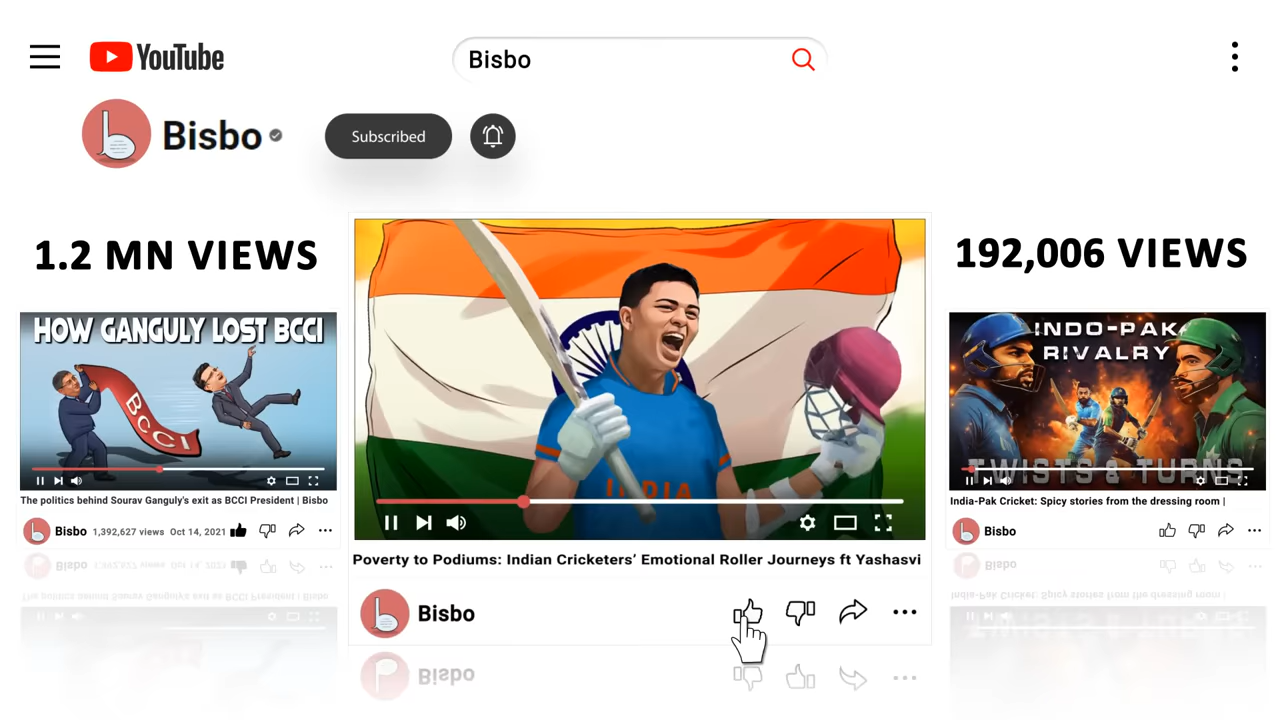 YouTube
Bisbo
Bisbo
Subscribed
1.2 MN VIEWS
192,006 VIEWS
HOW GANGULY LOST BCCI
BCCI
The politics behind Sourav Ganguly's exit as BCCI President | Bisbo
Bisbo 1,392,627 views Oct 14, 2021
INDIA
Poverty to Podiums: Indian Cricketers' Emotional Roller Journeys ft Yashasvi
Bisbo
INDO-PAK
RIVALRY
TWISTS & TURNS
India-Pak Cricket: Spicy stories from the dressing room |
Bisbo